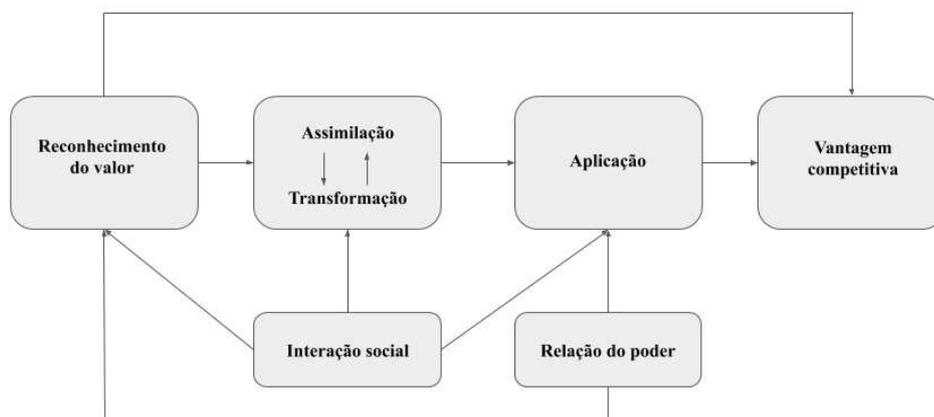 Reconhecimento
do valor
Assimilação
Transformação
Aplicação
Vantagem
competitiva
Interação social
Relação do poder